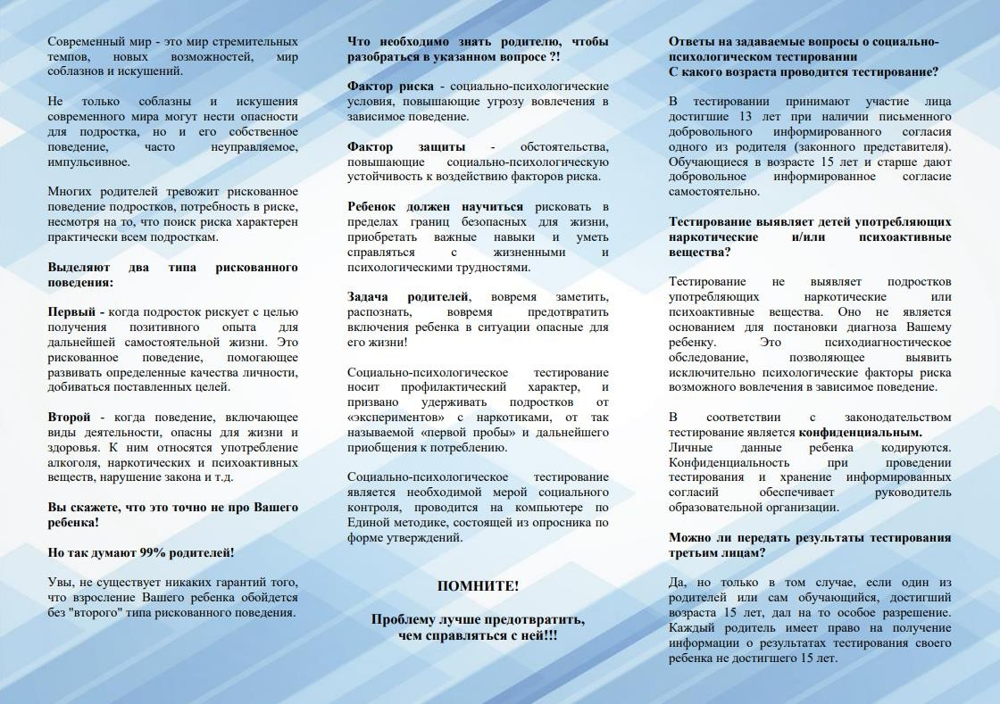 Современный мир - это мир стремительных
темпов, новых возможностей, мир
соблазнов и искушений.
Не только соблазны и искушения
современного мира могут нести опасности
для подростка, но и его собственное
поведение, часто неуправляемое,
импульсивное.
Многих родителей тревожит рискованное
поведение подростков, потребность в риске,
несмотря на то, что поиск риска характерен
практически всем подросткам.
Выделяют два типа рискованного
поведения:
Первый - когда подросток рискует с целью
получения позитивного опыта для
дальнейшей самостоятельной жизни. Это
рискованное поведение, помогающее
развивать определенные качества личности,
добиваться поставленных целей.
Второй - когда поведение, включающее
виды деятельности, опасны для жизни и
здоровья. К ним относятся употребление
алкоголя, наркотических и психоактивных
веществ, нарушение закона и т.д.
Вы скажете, что это точно не про Вашего
ребенка!
Но так думают 99% родителей!
Увы, не существует никаких гарантий того,
что взросление Вашего ребенка обойдется
без "второго" типа рискованного поведения.
Что необходимо знать родителю, чтобы
разобраться в указанном вопросе ?!
Фактор риска - социально-психологические
условия, повышающие угрозу вовлечения в
зависимое поведение.
Фактор защиты - обстоятельства,
повышающие социально-психологическую
устойчивость к воздействию факторов риска.
Ребенок должен научиться рисковать в
пределах границ безопасных для жизни,
приобретать важные навыки и уметь
справляться с жизненными и
психологическими трудностями.
Задача родителей, вовремя заметить,
распознать, вовремя предотвратить
включения ребенка в ситуации опасные для
его жизни!
Социально-психологическое тестирование
носит профилактический характер, и
призвано удерживать подростков от
«экспериментов» с наркотиками, от так
называемой «первой пробы» и дальнейшего
приобщения к потреблению.
Социально-психологическое тестирование
является необходимой мерой социального
контроля, проводится на компьютере по
Единой методике, состоящей из опросника по
форме утверждений.
ПОМНИТЕ!
Проблему лучше предотвратить,
чем справляться с ней!!!
Ответы на задаваемые вопросы о социально-
психологическом тестировании
С какого возраста проводится тестирование?
В тестировании принимают участие лица
достигшие 13 лет при наличии письменного
добровольного информированного согласия
одного из родителя (законного представителя).
Обучающиеся в возрасте 15 лет и старше дают
добровольное информированное согласие
самостоятельно.
Тестирование выявляет детей употребляющих
наркотические и/или психоактивные
вещества?
Тестирование не выявляет подростков
употребляющих наркотические или
психоактивные вещества. Оно не является
основанием для постановки диагноза Вашему
ребенку. Это психодиагностическое
обследование, позволяющее выявить
исключительно психологические факторы риска
возможного вовлечения в зависимое поведение.
В соответствии с законодательством
тестирование является конфиденциальным.
Личные данные ребенка кодируются.
Конфиденциальность при проведении
тестирования и хранение информированных
согласий обеспечивает руководитель
образовательной организации.
Можно ли передать результаты тестирования
третьим лицам?
Да, но только в том случае, если один из
родителей или сам обучающийся, достигший
возраста 15 лет, дал на то особое разрешение.
Каждый родитель имеет право на получение
информации о результатах тестирования своего
ребенка не достигшего 15 лет.